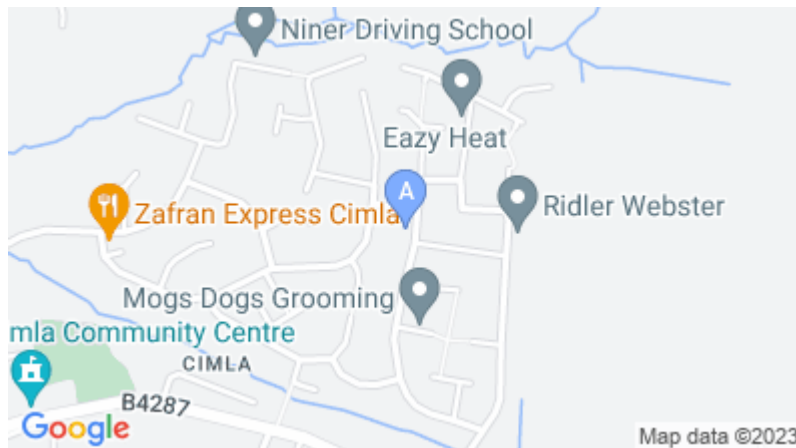 Niner Driving School
Eazy Heat
A
Zafran Express Cimla
Ridler Webster
Mogs Dogs Grooming
mla Community Centre
CIMLA
B4287
Google
Map data ©2023